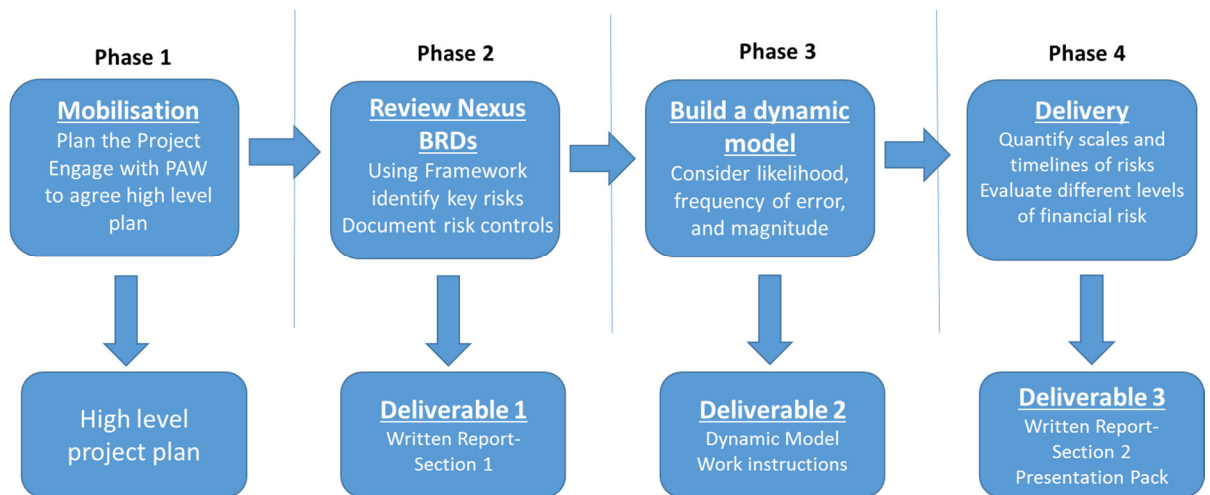 Phase 1
Mobilisation
Plan the Project
Engage with PAW
to agree high level
plan
High level
project plan
Phase 2
Review Nexus
BRDs
Using Framework
identify key risks
Document risk controls
Deliverable 1
Written Report-
Section 1
Phase 3
Build a dynamic
model
Consider likelihood,
frequency of error,
and magnitude
Deliverable 2
Dynamic Model
Work instructions
Phase 4
Delivery
Quantify scales and
timelines of risks
Evaluate different levels
of financial risk
Deliverable 3
Written Report-
Section 2
Presentation Pack